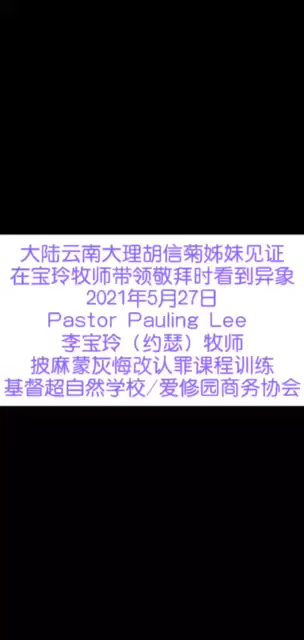 大陆云南大理胡信菊姊妹见证
在宝玲牧师带领敬拜时看到异象
2021年5月27日
Pastor Pauling Lee
李宝玲（约瑟）牧师
披麻蒙灰悔改认罪课程训练
基督超自然学校/爱修园商务协会